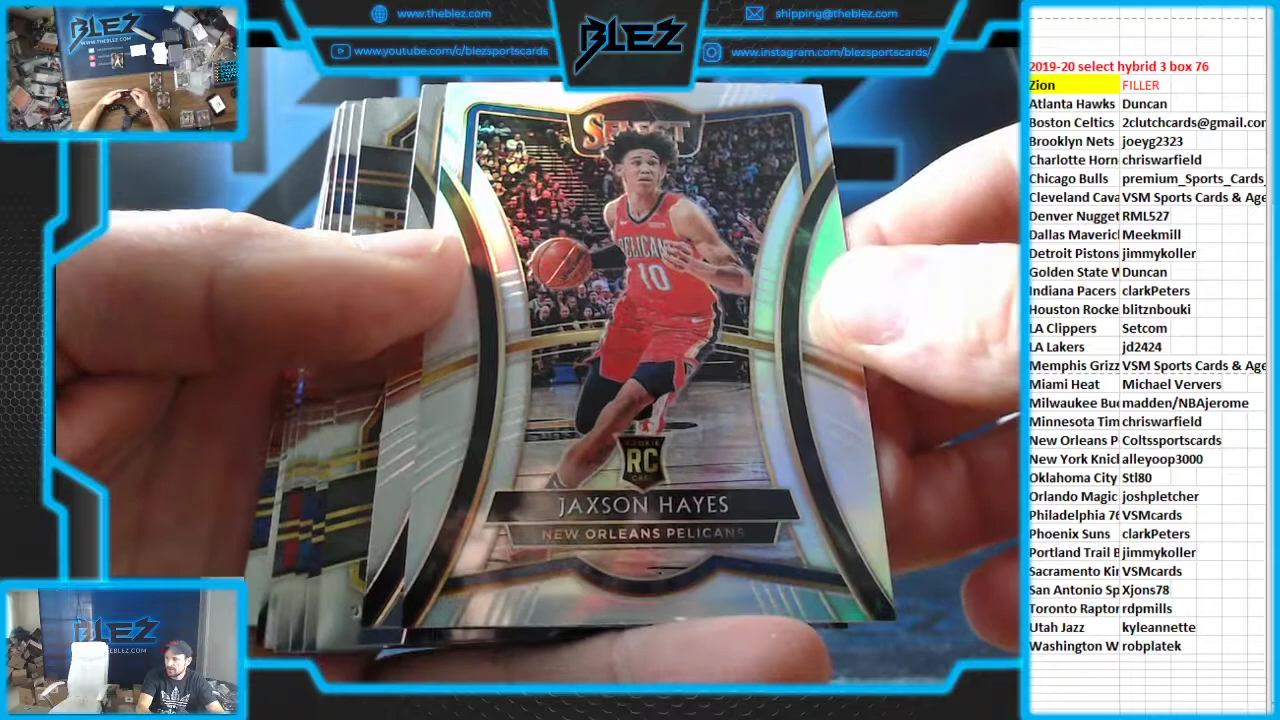 www.theblez.com
shipping@theblez.com
www.youtube.com/c/blezsportscards
BLEZ
www.instagram.com/blezsportscards/
BLEZ
WWW.THEBLEZ.COM
SELECT
PELICANS
10
ROOKIE
RC
CARD
JAXSON HAYES
NEW ORLEANS PELICANS
BLEZ
2019-20 select hybrid 3 box 76
Zion FILLER
Atlanta Hawks Duncan
Boston Celtics 2clutchcards@gmail.cor
Brooklyn Nets joeyg2323
Charlotte Horn chriswarfield
Chicago Bulls premium_Sports_Cards_
Cleveland Cava VSM Sports Cards & Age
Denver Nugget RML527
Dallas Maveric Meekmill
Detroit Pistons jimmykoller
Golden State W Duncan
Indiana Pacers clarkPeters
Houston Rocke blitznbouki
LA Clippers Setcom
LA Lakers jd2424
Memphis Grizz VSM Sports Cards & Age
Miami Heat Michael Ververs
Milwaukee Buc madden/NBAjerome
Minnesota Tim chriswarfield
New Orleans P Coltssportscards
New York Knic alleyoop3000
Oklahoma City Stl80
Orlando Magic joshpletcher
Philadelphia 76 VSMcards
Phoenix Suns clarkPeters
Portland Trail B jimmykoller
Sacramento Kin VSMcards
San Antonio Sp Xjons78
Toronto Raptor rdpmills
Utah Jazz kyleannette
Washington W robplatek